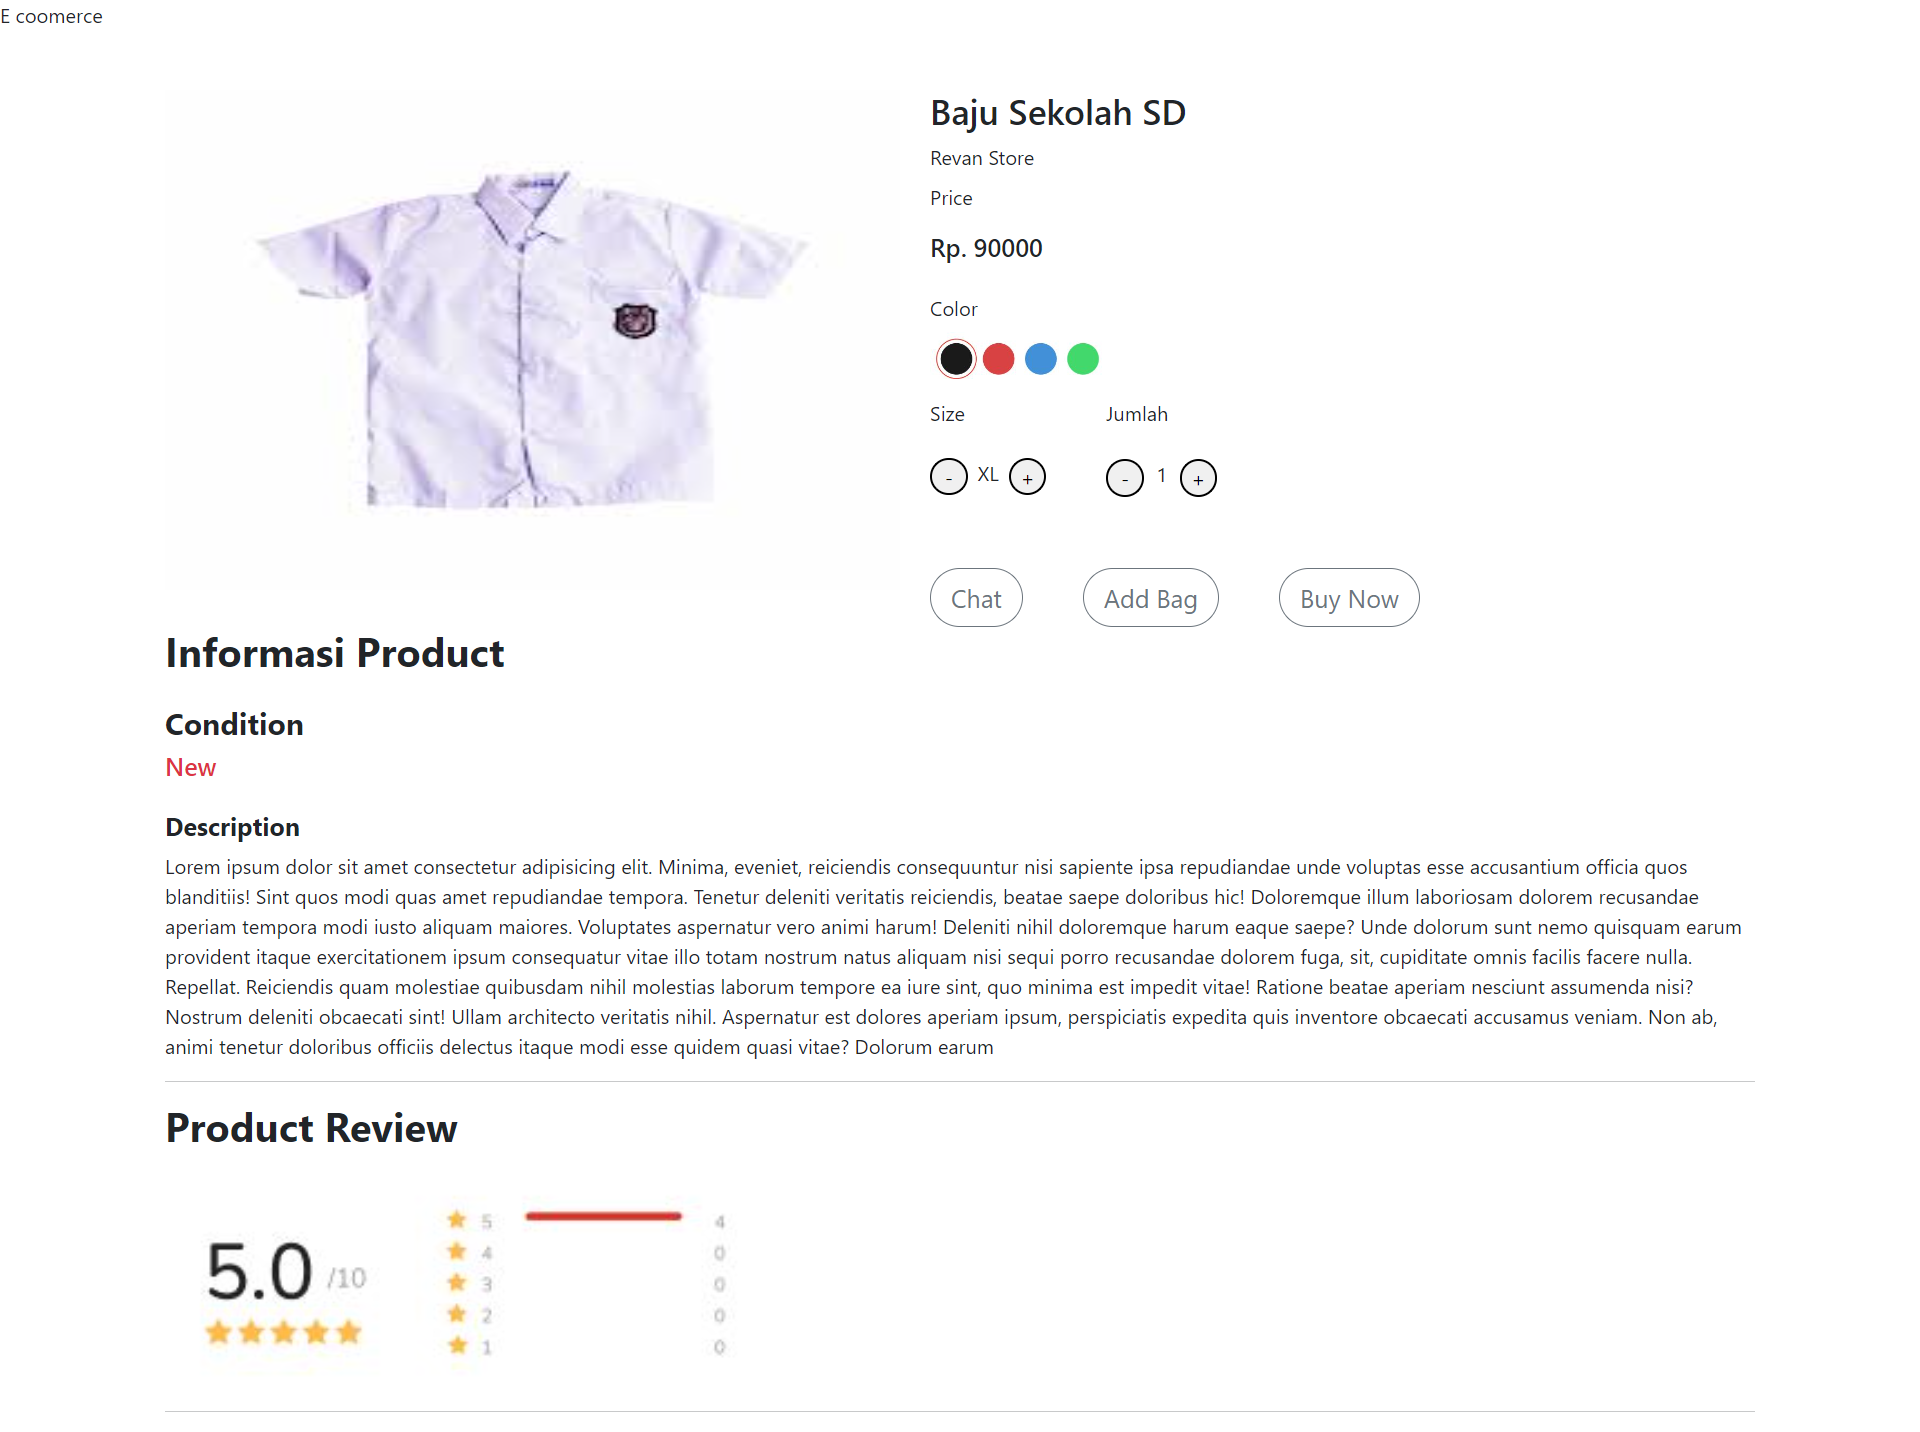 E coomerce
Baju Sekolah SD
Revan Store
Price
Rp. 90000
Color
Size Jumlah
- XL + - 1 +
Chat Add Bag Buy Now
Informasi Product
Condition
New
Description
Lorem ipsum dolor sit amet consectetur adipisicing elit. Minima, eveniet, reiciendis consequuntur nisi sapiente ipsa repudiandae unde voluptas esse accusantium officia quos
blanditiis! Sint quos modi quas amet repudiandae tempora. Tenetur deleniti veritatis reiciendis, beatae saepe doloribus hic! Doloremque illum laboriosam dolorem recusandae
aperiam tempora modi iusto aliquam maiores. Voluptates aspernatur vero animi harum! Deleniti nihil doloremque harum eaque saepe? Unde dolorum sunt nemo quisquam earum
provident itaque exercitationem ipsum consequatur vitae illo totam nostrum natus aliquam nisi sequi porro recusandae dolorem fuga, sit, cupiditate omnis facilis facere nulla.
Repellat. Reiciendis quam molestiae quibusdam nihil molestias laborum tempore ea iure sint, quo minima est impedit vitae! Ratione beatae aperiam nesciunt assumenda nisi?
Nostrum deleniti obcaecati sint! Ullam architecto veritatis nihil. Aspernatur est dolores aperiam ipsum, perspiciatis expedita quis inventore obcaecati accusamus veniam. Non ab,
animi tenetur doloribus officiis delectus itaque modi esse quidem quasi vitae? Dolorum earum
Product Review
5.0 /10
5 4
4 0
3 0
2 0
1 0